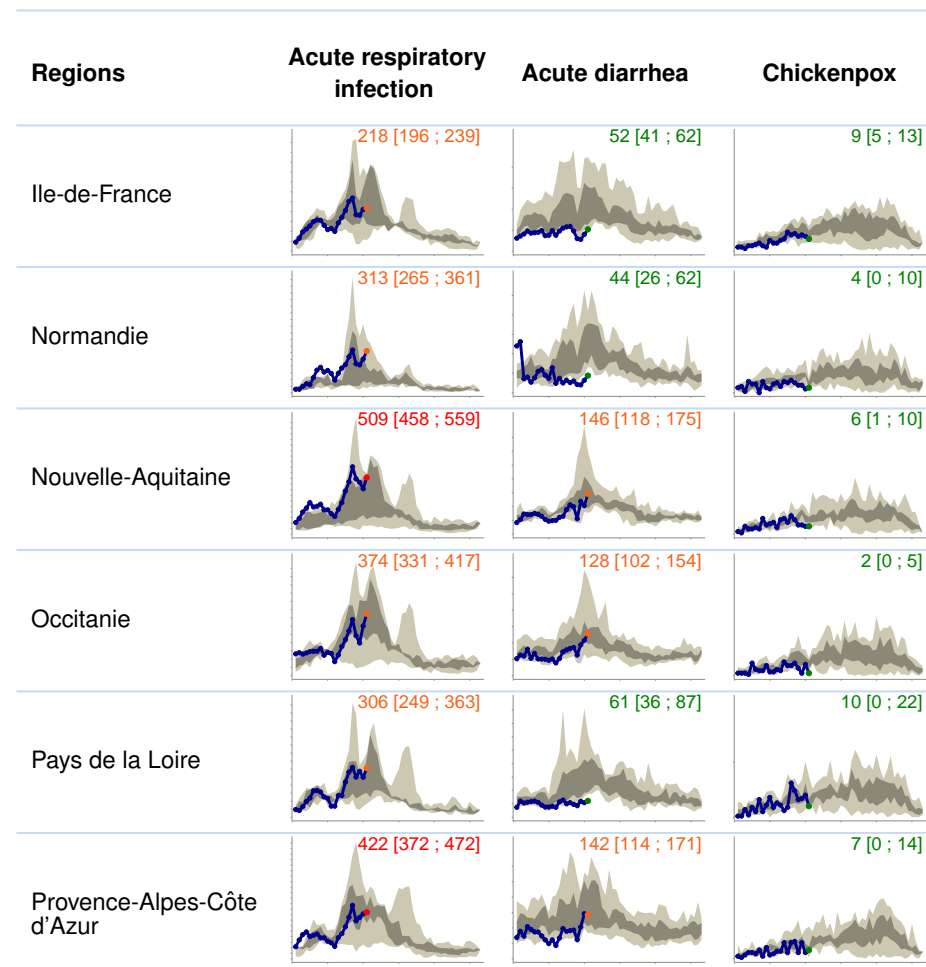 Regions
Acute respiratory
infection
Acute diarrhea
Chickenpox
218 [196 ; 239]
52 [41 ; 62]
9 [5 ; 13]
Ile-de-France
313 [265 ; 361]
44 [26 ; 62]
4 [0 ; 10]
Normandie
509 [458 ; 559]
146 [118 ; 175]
6 [1 ; 10]
Nouvelle-Aquitaine
374 [331 ; 417]
128 [102 ; 154]
2 [0 ; 5]
Occitanie
306 [249 ; 363]
61 [36 ; 87]
10 [0 ; 22]
Pays de la Loire
422 [372 ; 472]
142 [114 ; 171]
7 [0 ; 14]
Provence-Alpes-Côte
d'Azur